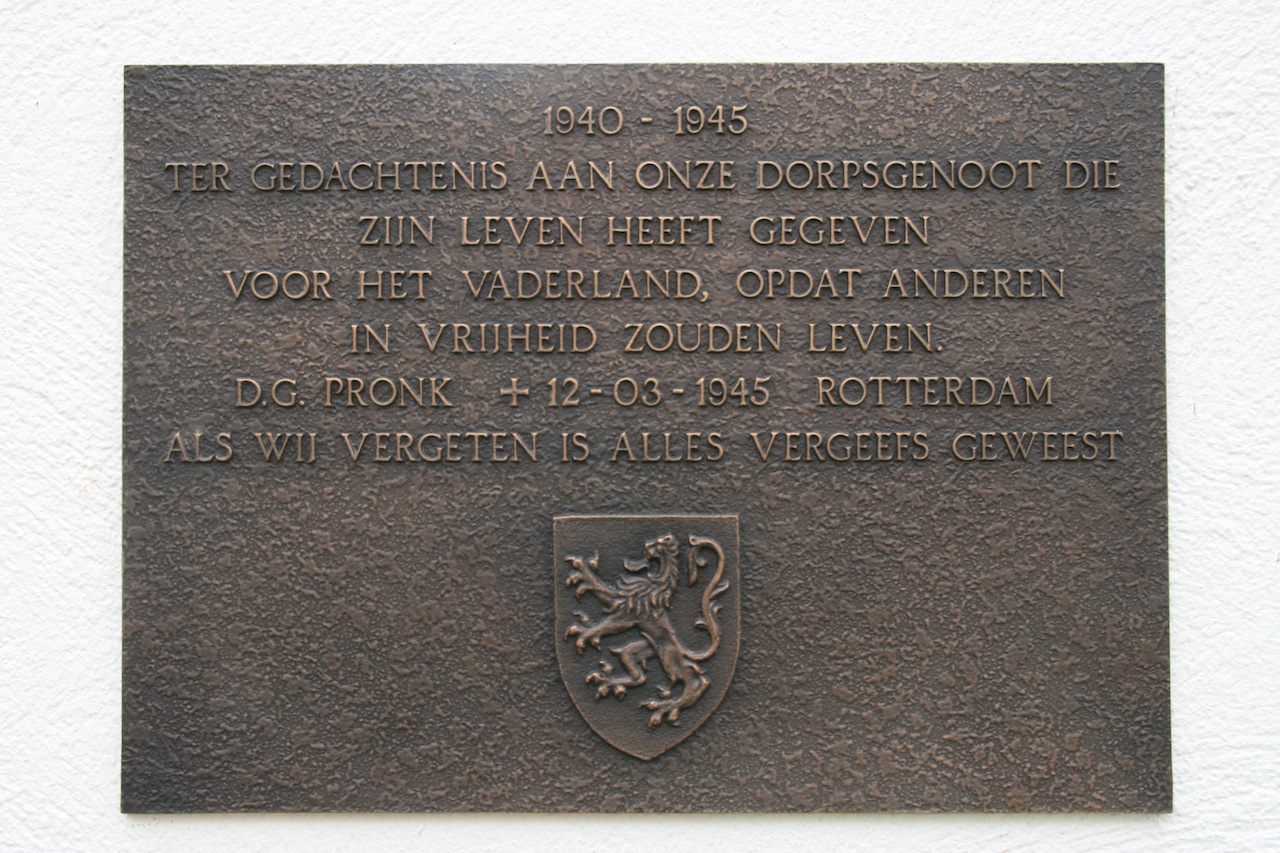 1940 - 1945
TER GEDACHTENIS AAN ONZE DORPSGENOOT DIE
ZIJN LEVEN HEEFT GEGEVEN
VOOR HET VADERLAND, OPDAT ANDEREN
IN VRIJHEID ZOUDEN LEVEN.
D.G. PRONK + 12-03-1945 ROTTERDAM
ALS WIJ VERGETEN IS ALLES VERGEEFS GEWEEST